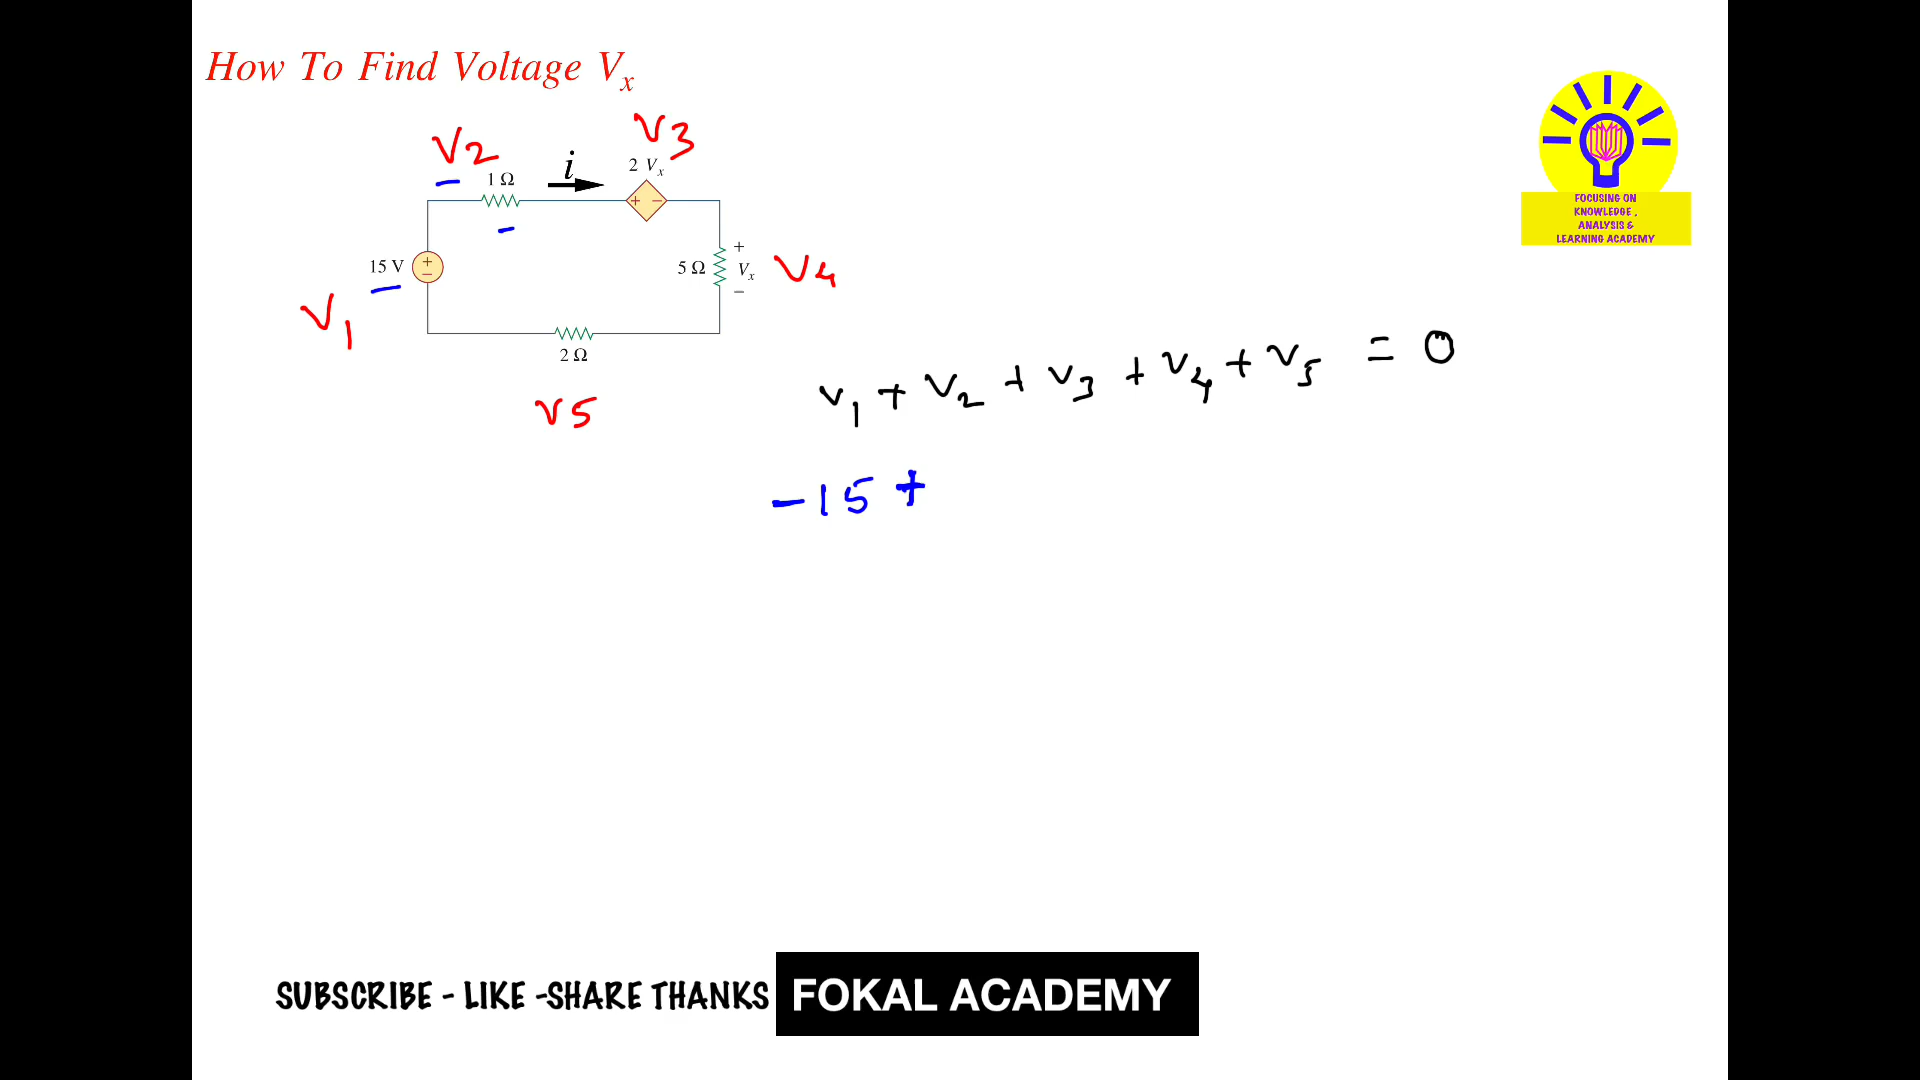 How To Find Voltage Vx
V2
V3
i
2 Vx
1 Ω
+ −
FOCUSING ON
KNOWLEDGE ,
ANALYSIS &
LEARNING ACADEMY
15 V
+
−
5 Ω
+
Vx
−
V4
V1
2 Ω
V5
V1 + V2 + V3 + V4 + V5 = 0
-15 +
SUBSCRIBE - LIKE -SHARE THANKS FOKAL ACADEMY